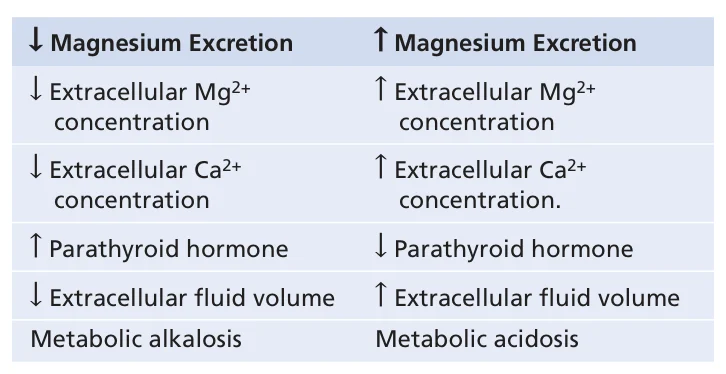 ↓ Magnesium Excretion ↑ Magnesium Excretion
↓ Extracellular Mg²⁺ ↑ Extracellular Mg²⁺
concentration concentration
↓ Extracellular Ca²⁺ ↑ Extracellular Ca²⁺
concentration concentration.
↑ Parathyroid hormone ↓ Parathyroid hormone
↓ Extracellular fluid volume ↑ Extracellular fluid volume
Metabolic alkalosis Metabolic acidosis